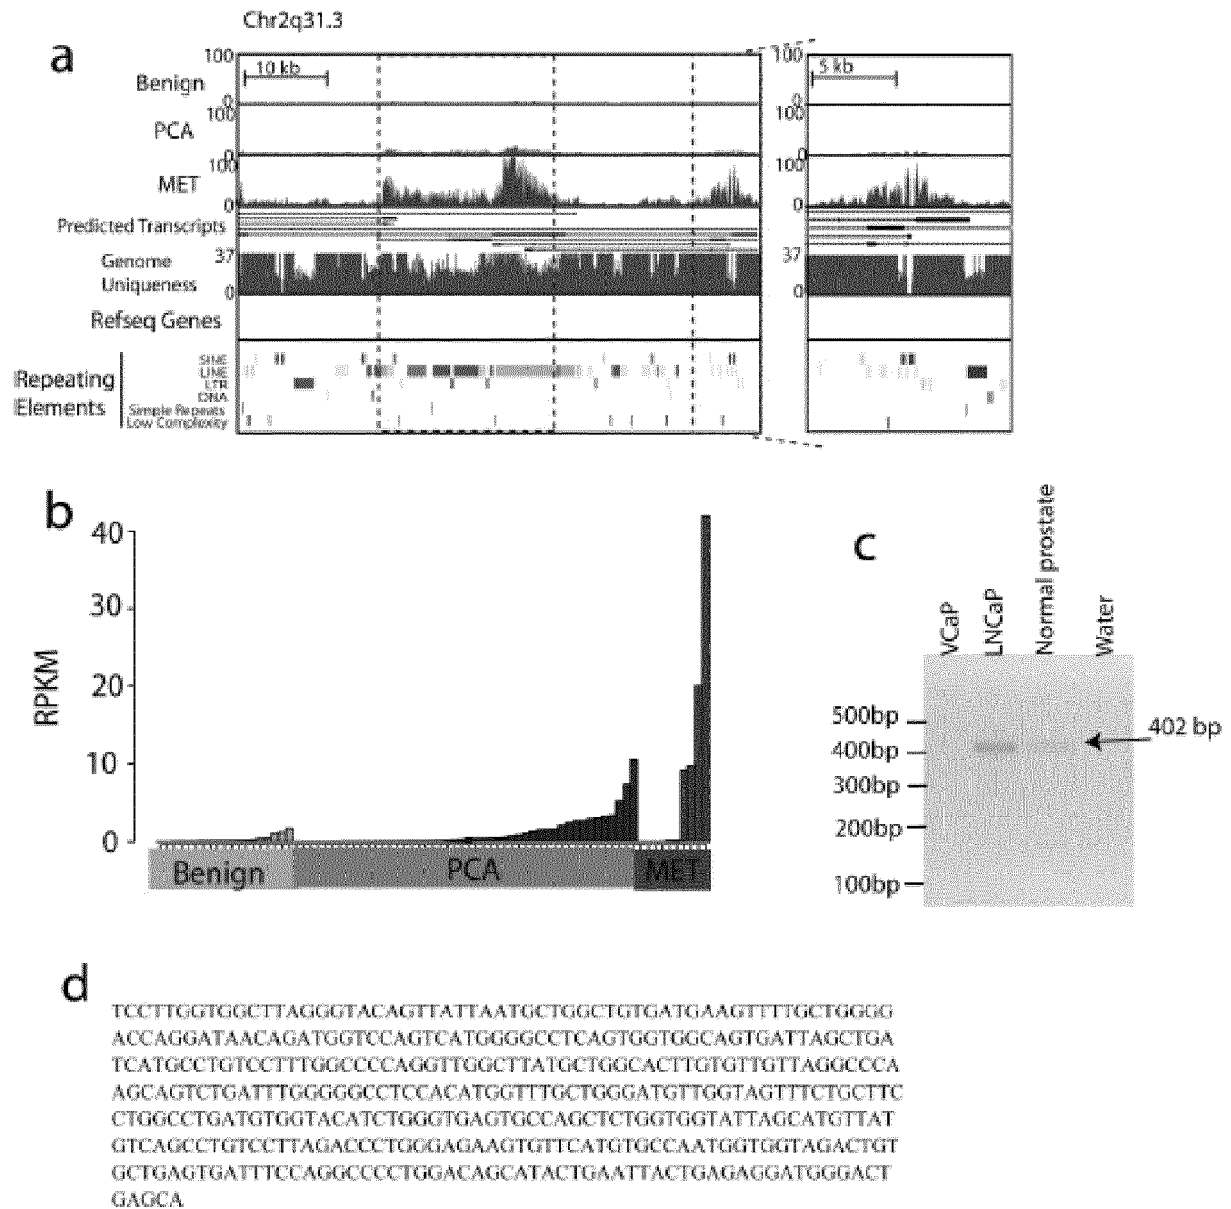 Chr2q31.3
a
100
10 kb
100
5 kb
Benign
0
0
100
100
PCA
0
0
100
100
MET
0
0
Predicted Transcripts
Genome
Uniqueness
37
37
0
0
Refseq Genes
Repeating
Elements
SINE
LINE
LTR
DNA
Simple Repeats
Low Complexity
b
40
30
20
10
0
RPKM
Benign
PCA
MET
c
VCaP
LNCaP
Normal prostate
Water
500bp
400bp
300bp
200bp
100bp
402 bp
d
TCCTTGGTGGCTTAGGGTACAGTTATTAATGCTGGCTGTGATGAAGTTTTGCTGGGG
ACCAGGATAACAGATGGTCCAGTCATGGGGCCTCAGTGGTGGCAGTGATTAGCTGA
TCATGCCTGTCCTTTGGCCCCAGGTTGGCTTATGCTGGCACTTGTGTTGTTAGGCCCA
AGCAGTCTGATTTGGGGGCCTCCACATGGTTTGCTGGGATGTTGGTAGTTTCTGCTTC
CTGGCCTGATGTGGTACATCTGGGTGAGTGCCAGCTCTGGTGGTATTAGCATGTTAT
GTCAGCCTGTCCTTAGACCCTGGGAGAAGTGTTCATGTGCCAATGGTGGTAGACTGT
GCTGAGTGATTTCCAGGCCCCTGGACAGCATACTGAATTACTGAGAGGATGGGACT
GAGCA